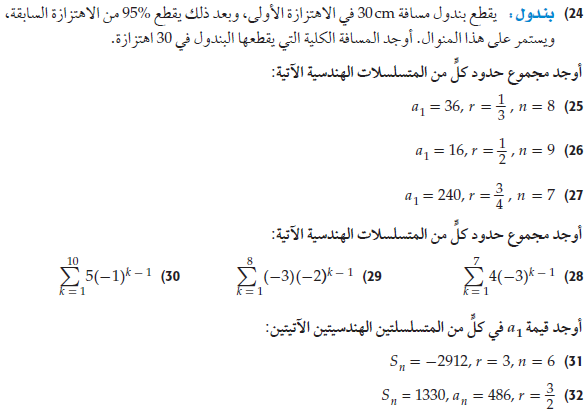 24) بندول: يقطع بندول مسافة 30 cm في الاهتزازة الأولى، وبعد ذلك يقطع 95% من الاهتزازة السابقة،
ويستمر على هذا المنوال. أوجد المسافة الكلية التي يقطعها البندول في 30 اهتزازة.
أوجد مجموع حدود كلٍّ من المتسلسلات الهندسية الآتية:
25) a₁ = 36, r = 1/3, n = 8
26) a₁ = 16, r = 1/2, n = 9
27) a₁ = 240, r = 3/4, n = 7
أوجد مجموع حدود كلٍّ من المتسلسلات الهندسية الآتية:
28) ∑_{k=1}^{7} 4(−3)^{k−1} 29) ∑_{k=1}^{8} (−3)(−2)^{k−1} 30) ∑_{k=1}^{10} 5(−1)^{k−1}
أوجد قيمة a₁ في كلٍّ من المتسلسلتين الهندسيتين الآتيتين:
31) Sₙ = −2912, r = 3, n = 6
32) Sₙ = 1330, aₙ = 486, r = 3/2